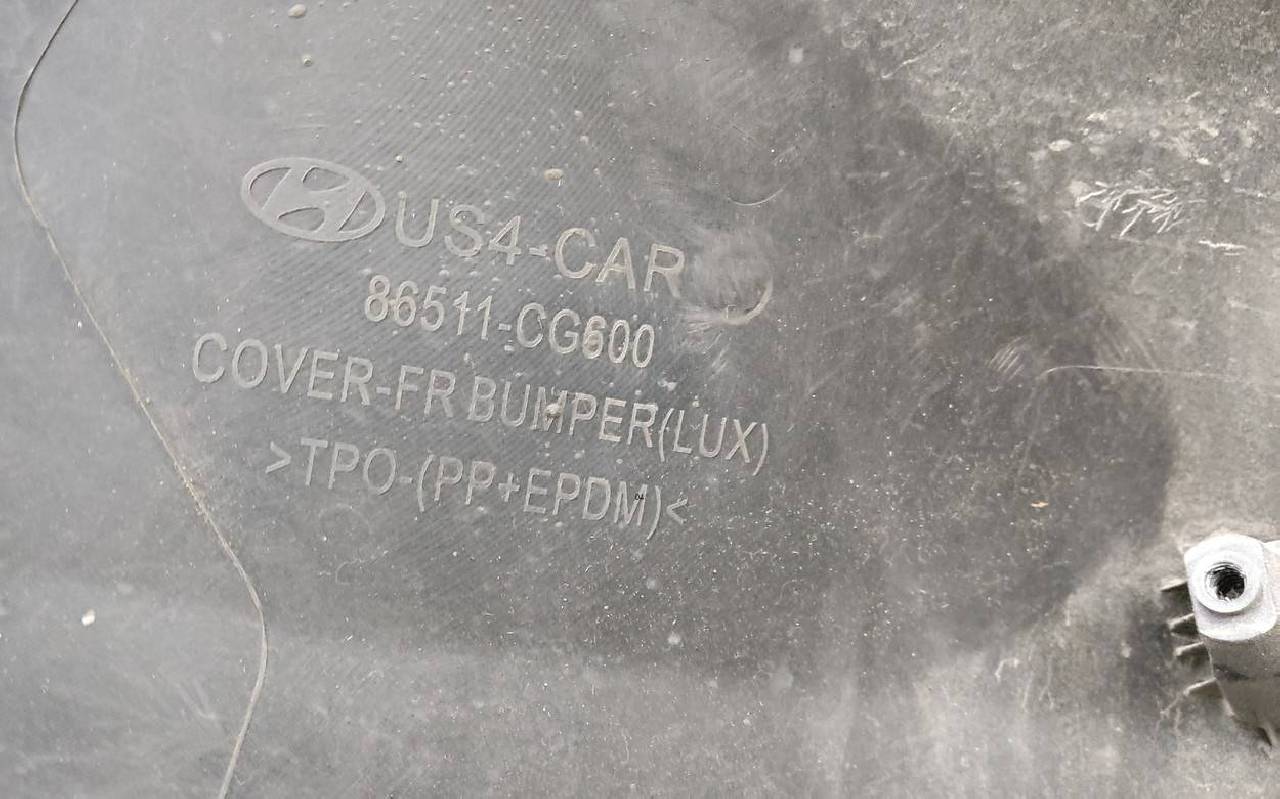 US4-CAR
86511-CG600
COVER-FR BUMPER(LUX)
>TPO-(PP+EPDM)<